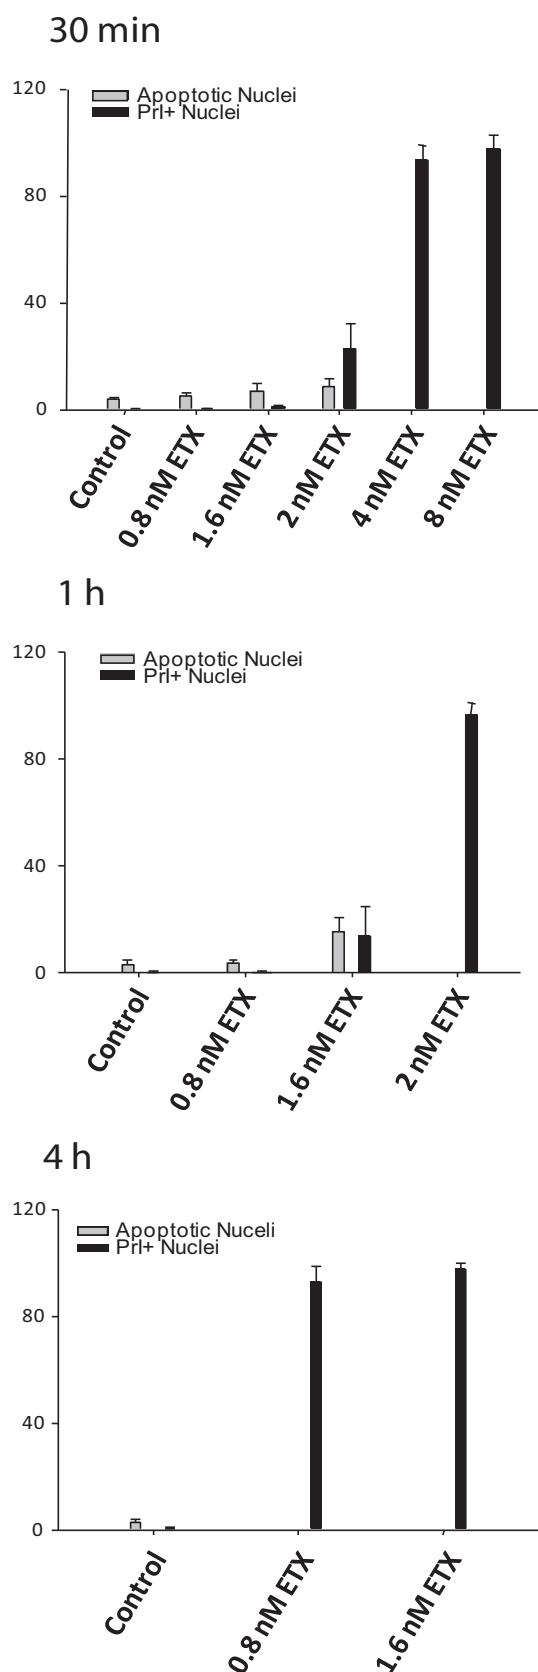 30 min
120
Apoptotic Nuclei
PrI+ Nuclei
80
40
0
Control
0.8 nM ETX
1.6 nM ETX
2 nM ETX
4 nM ETX
8 nM ETX
1 h
120
Apoptotic Nuclei
PrI+ Nuclei
80
40
0
Control
0.8 nM ETX
1.6 nM ETX
2 nM ETX
4 h
120
Apoptotic Nuceli
PrI+ Nuclei
80
40
0
Control
0.8 nM ETX
1.6 nM ETX